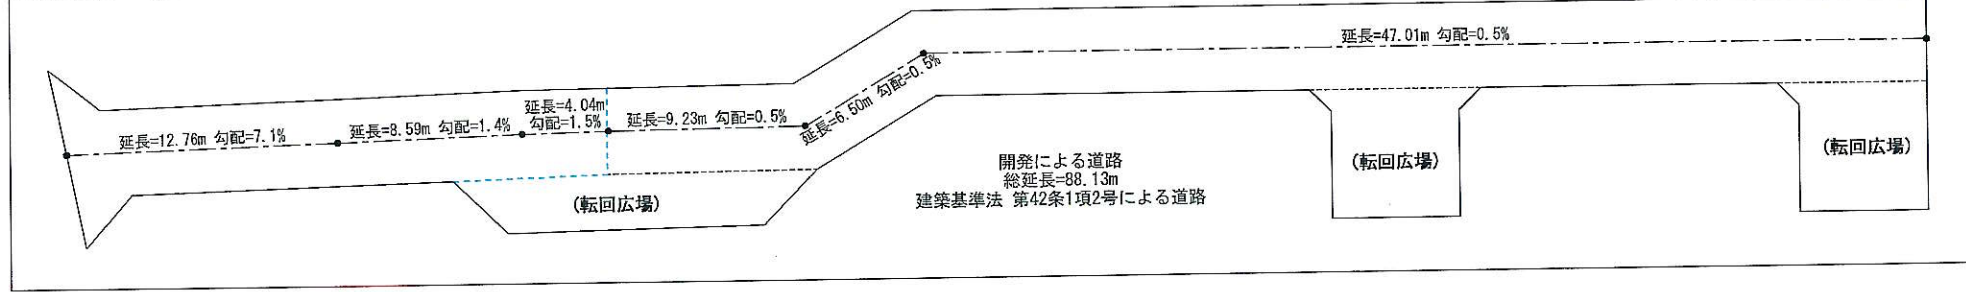 延長=47.01m 勾配=0.5%
延長=6.50m 勾配=0.5%
延長=4.04m
勾配=1.5%
延長=9.23m 勾配=0.5%
延長=8.59m 勾配=1.4%
延長=12.76m 勾配=7.1%
(転回広場)
開発による道路
総延長=88.13m
建築基準法 第42条1項2号による道路
(転回広場)
(転回広場)